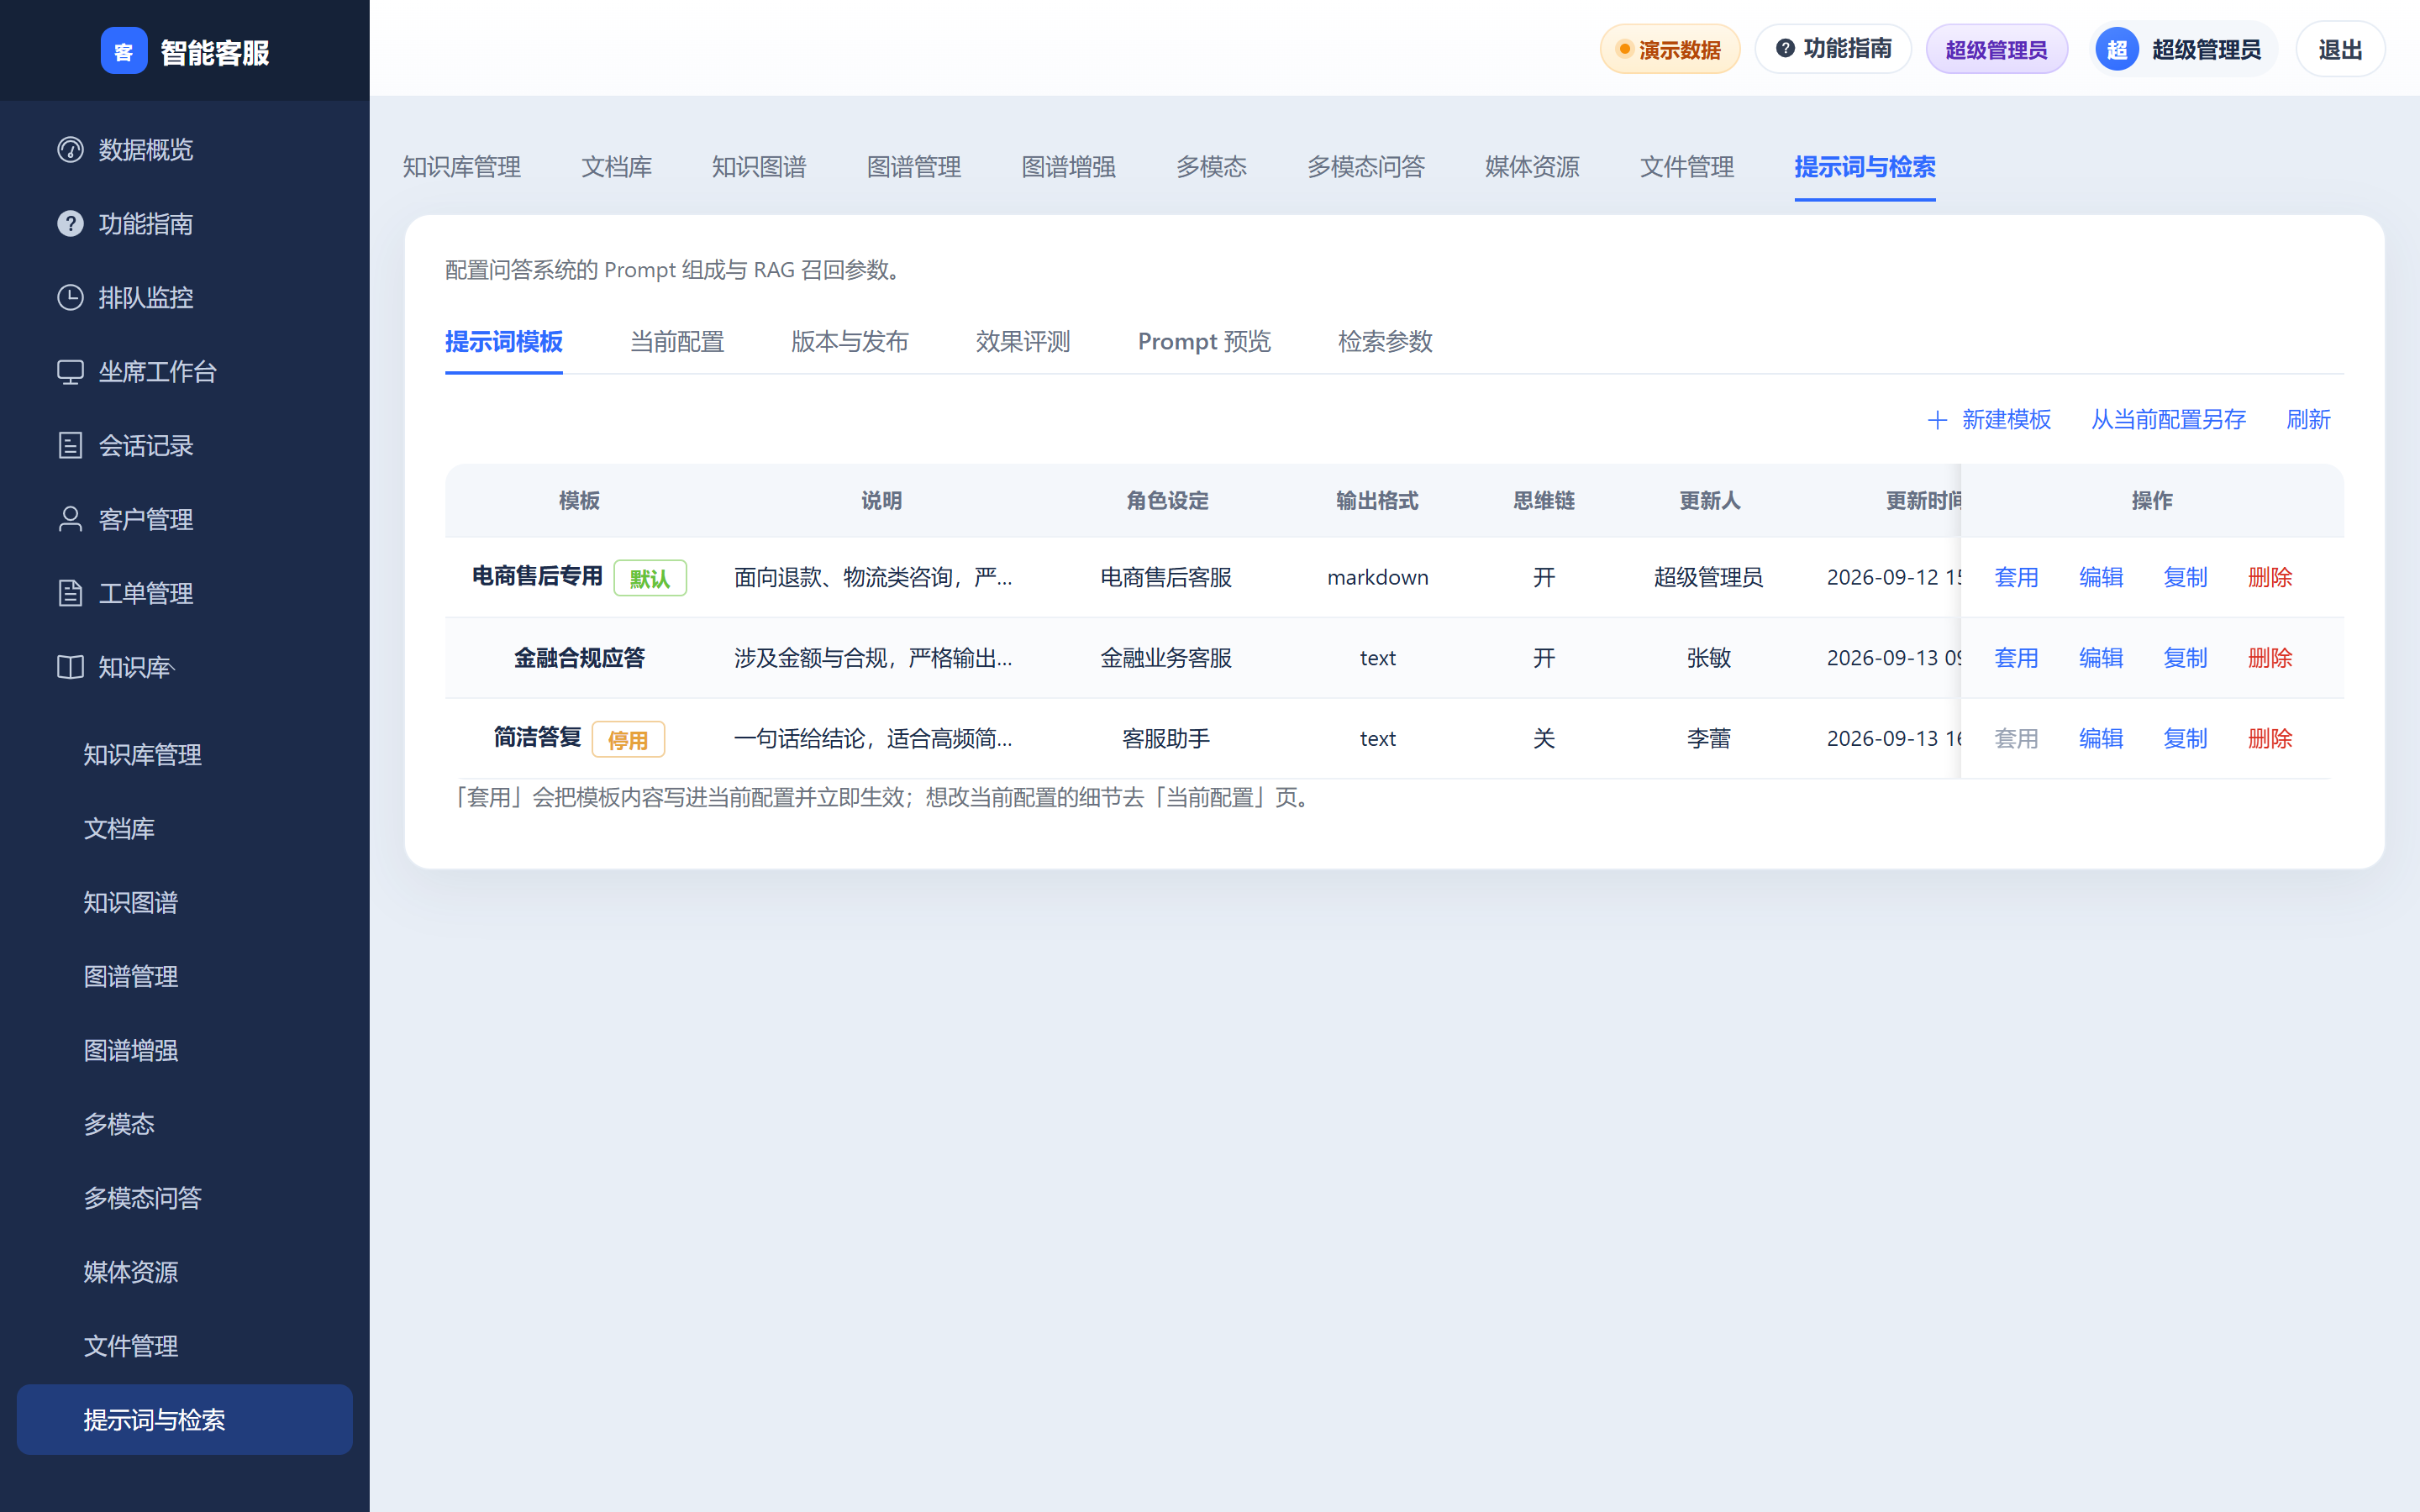 客 智能客服
演示数据 功能指南 超级管理员 超 超级管理员 退出
数据概览
功能指南
排队监控
坐席工作台
会话记录
客户管理
工单管理
知识库
知识库管理
文档库
知识图谱
图谱管理
图谱增强
多模态
多模态问答
媒体资源
文件管理
提示词与检索
知识库管理 文档库 知识图谱 图谱管理 图谱增强 多模态 多模态问答 媒体资源 文件管理 提示词与检索
配置问答系统的 Prompt 组成与 RAG 召回参数。
提示词模板 当前配置 版本与发布 效果评测 Prompt 预览 检索参数
新建模板 从当前配置另存 刷新
模板 说明 角色设定 输出格式 思维链 更新人 更新时间 操作
电商售后专用 默认 面向退款、物流类咨询，严... 电商售后客服 markdown 开 超级管理员 2026-09-12 15 套用 编辑 复制 删除
金融合规应答 涉及金额与合规，严格输出... 金融业务客服 text 开 张敏 2026-09-13 09 套用 编辑 复制 删除
简洁答复 停用 一句话给结论，适合高频简... 客服助手 text 关 李蕾 2026-09-13 16 套用 编辑 复制 删除
「套用」会把模板内容写进当前配置并立即生效；想改当前配置的细节去「当前配置」页。